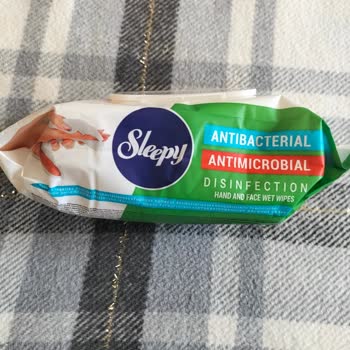 Sleepy
ANTIBACTERIAL
ANTIMICROBIAL
DISINFECTION
HAND AND FACE WET WIPES